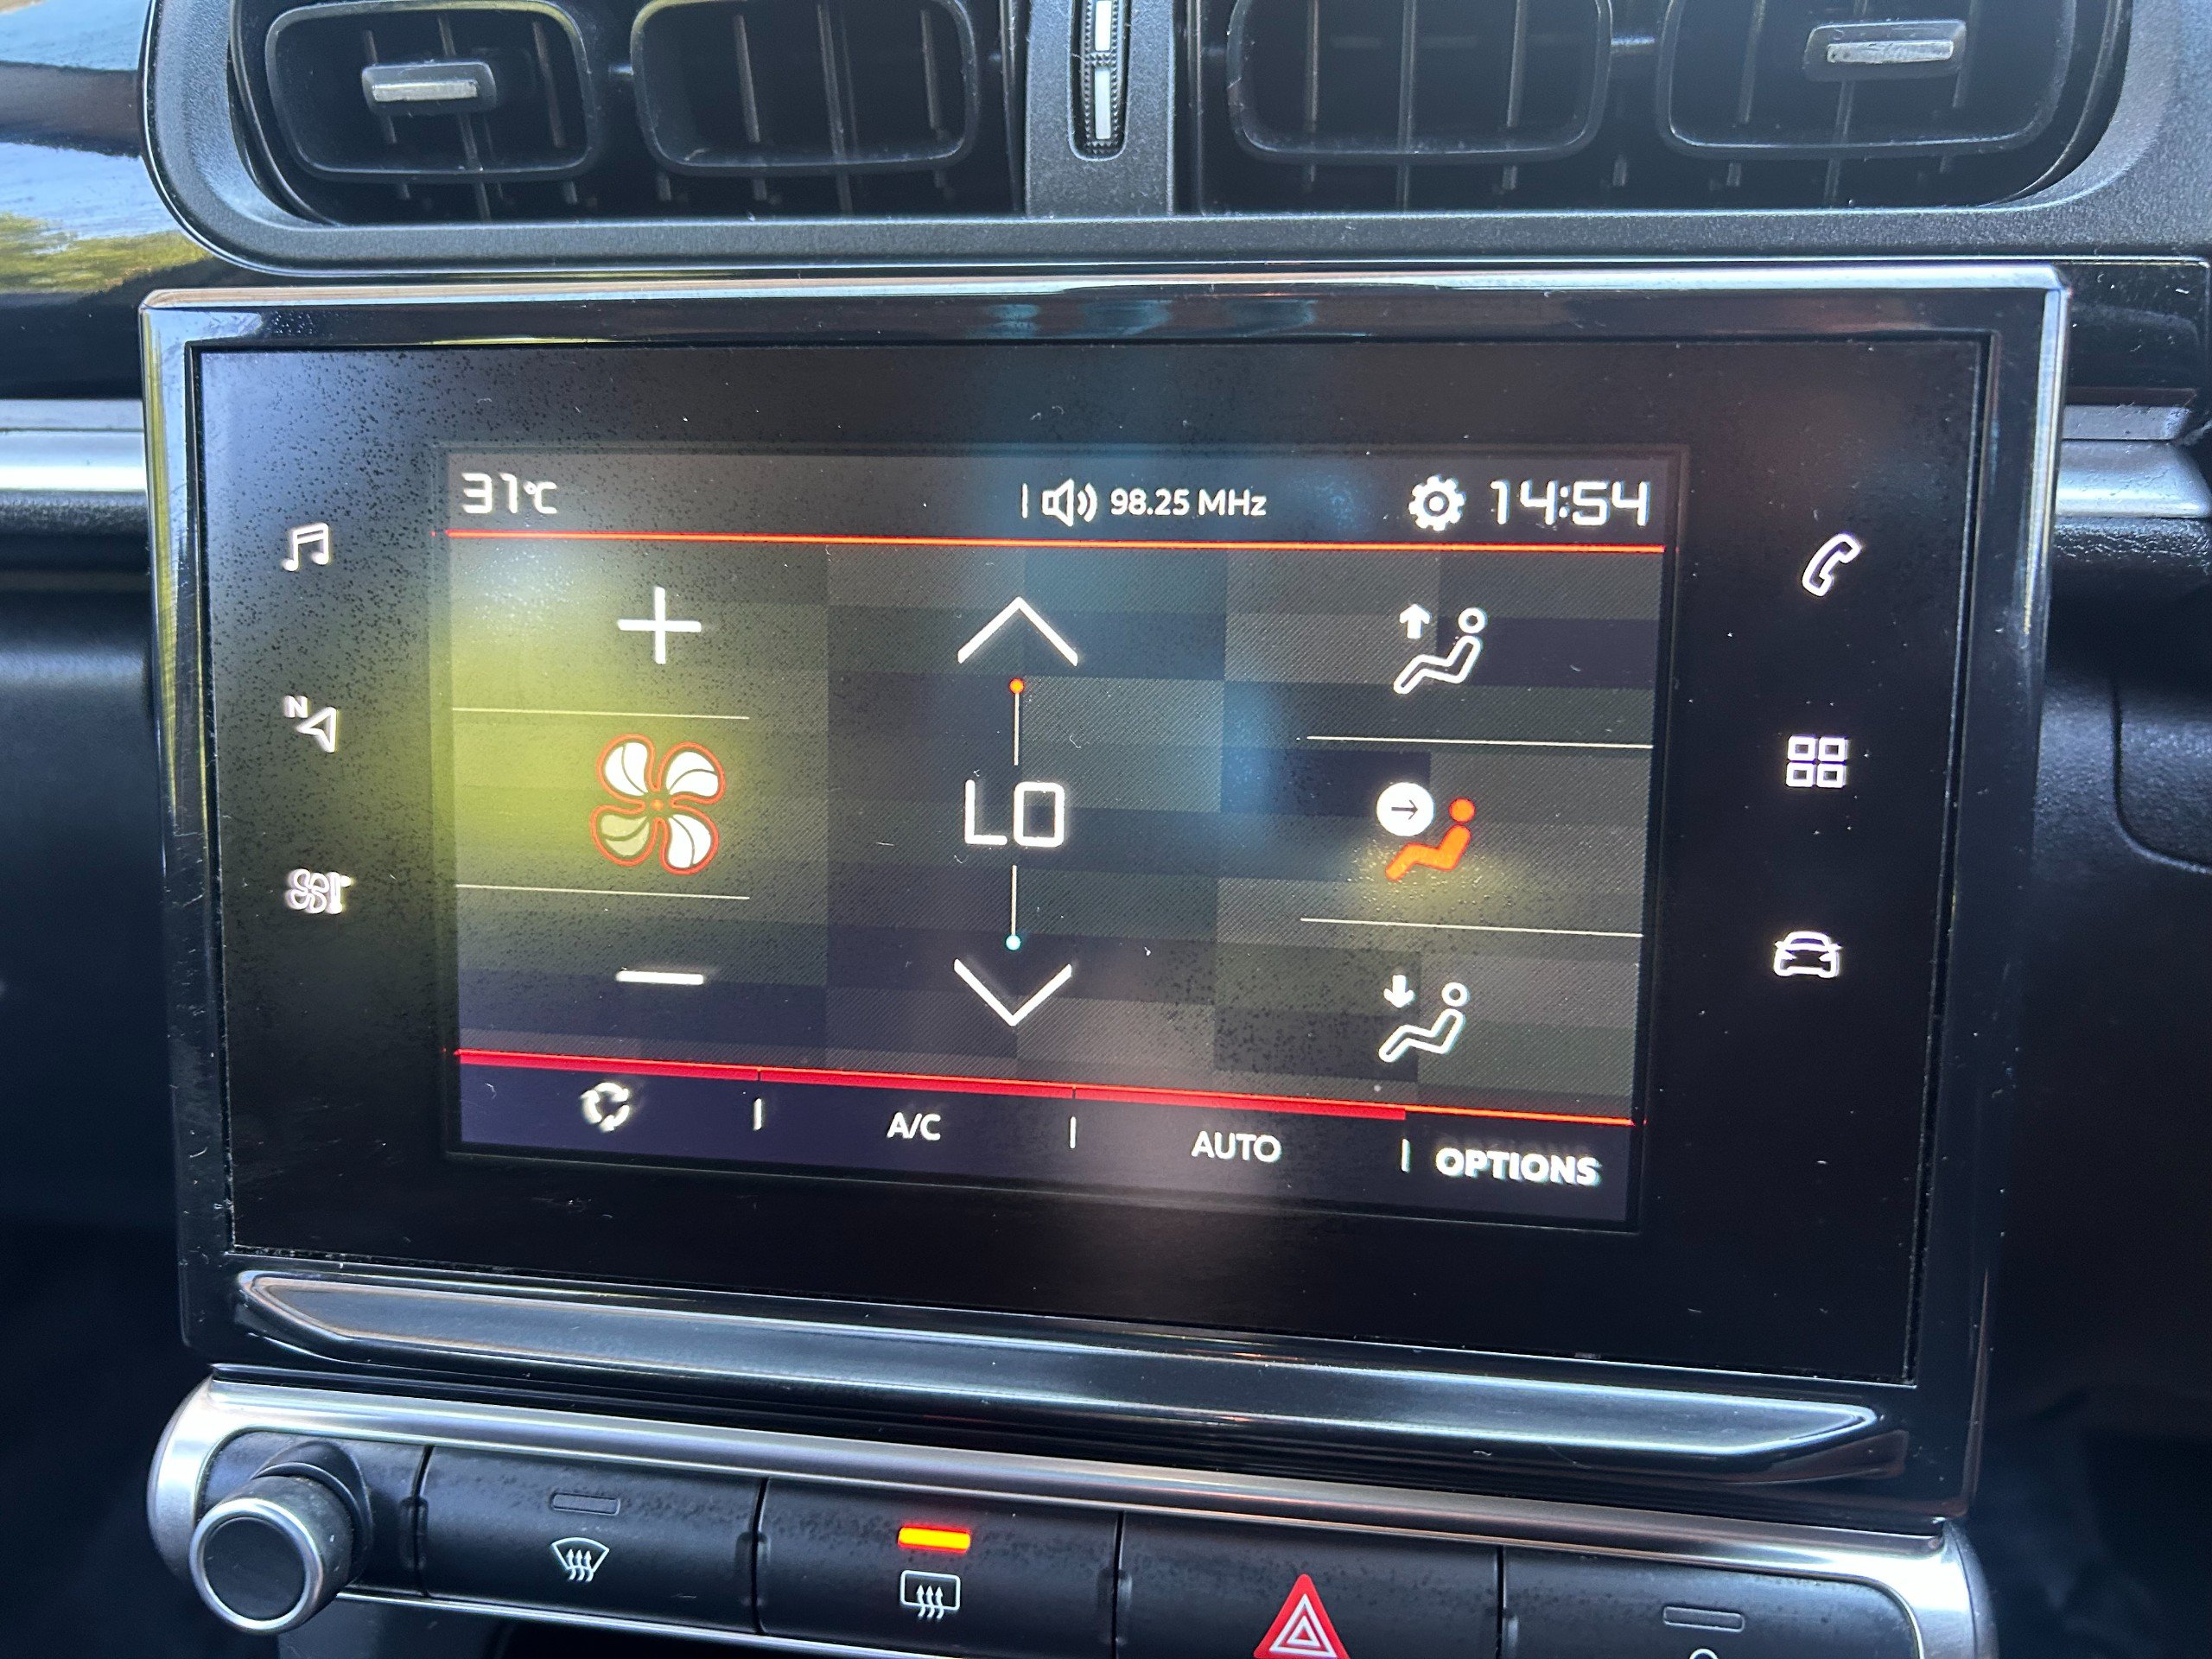 31°C
98.25 MHz
14:54
N
LO
A/C
AUTO
OPTIONS